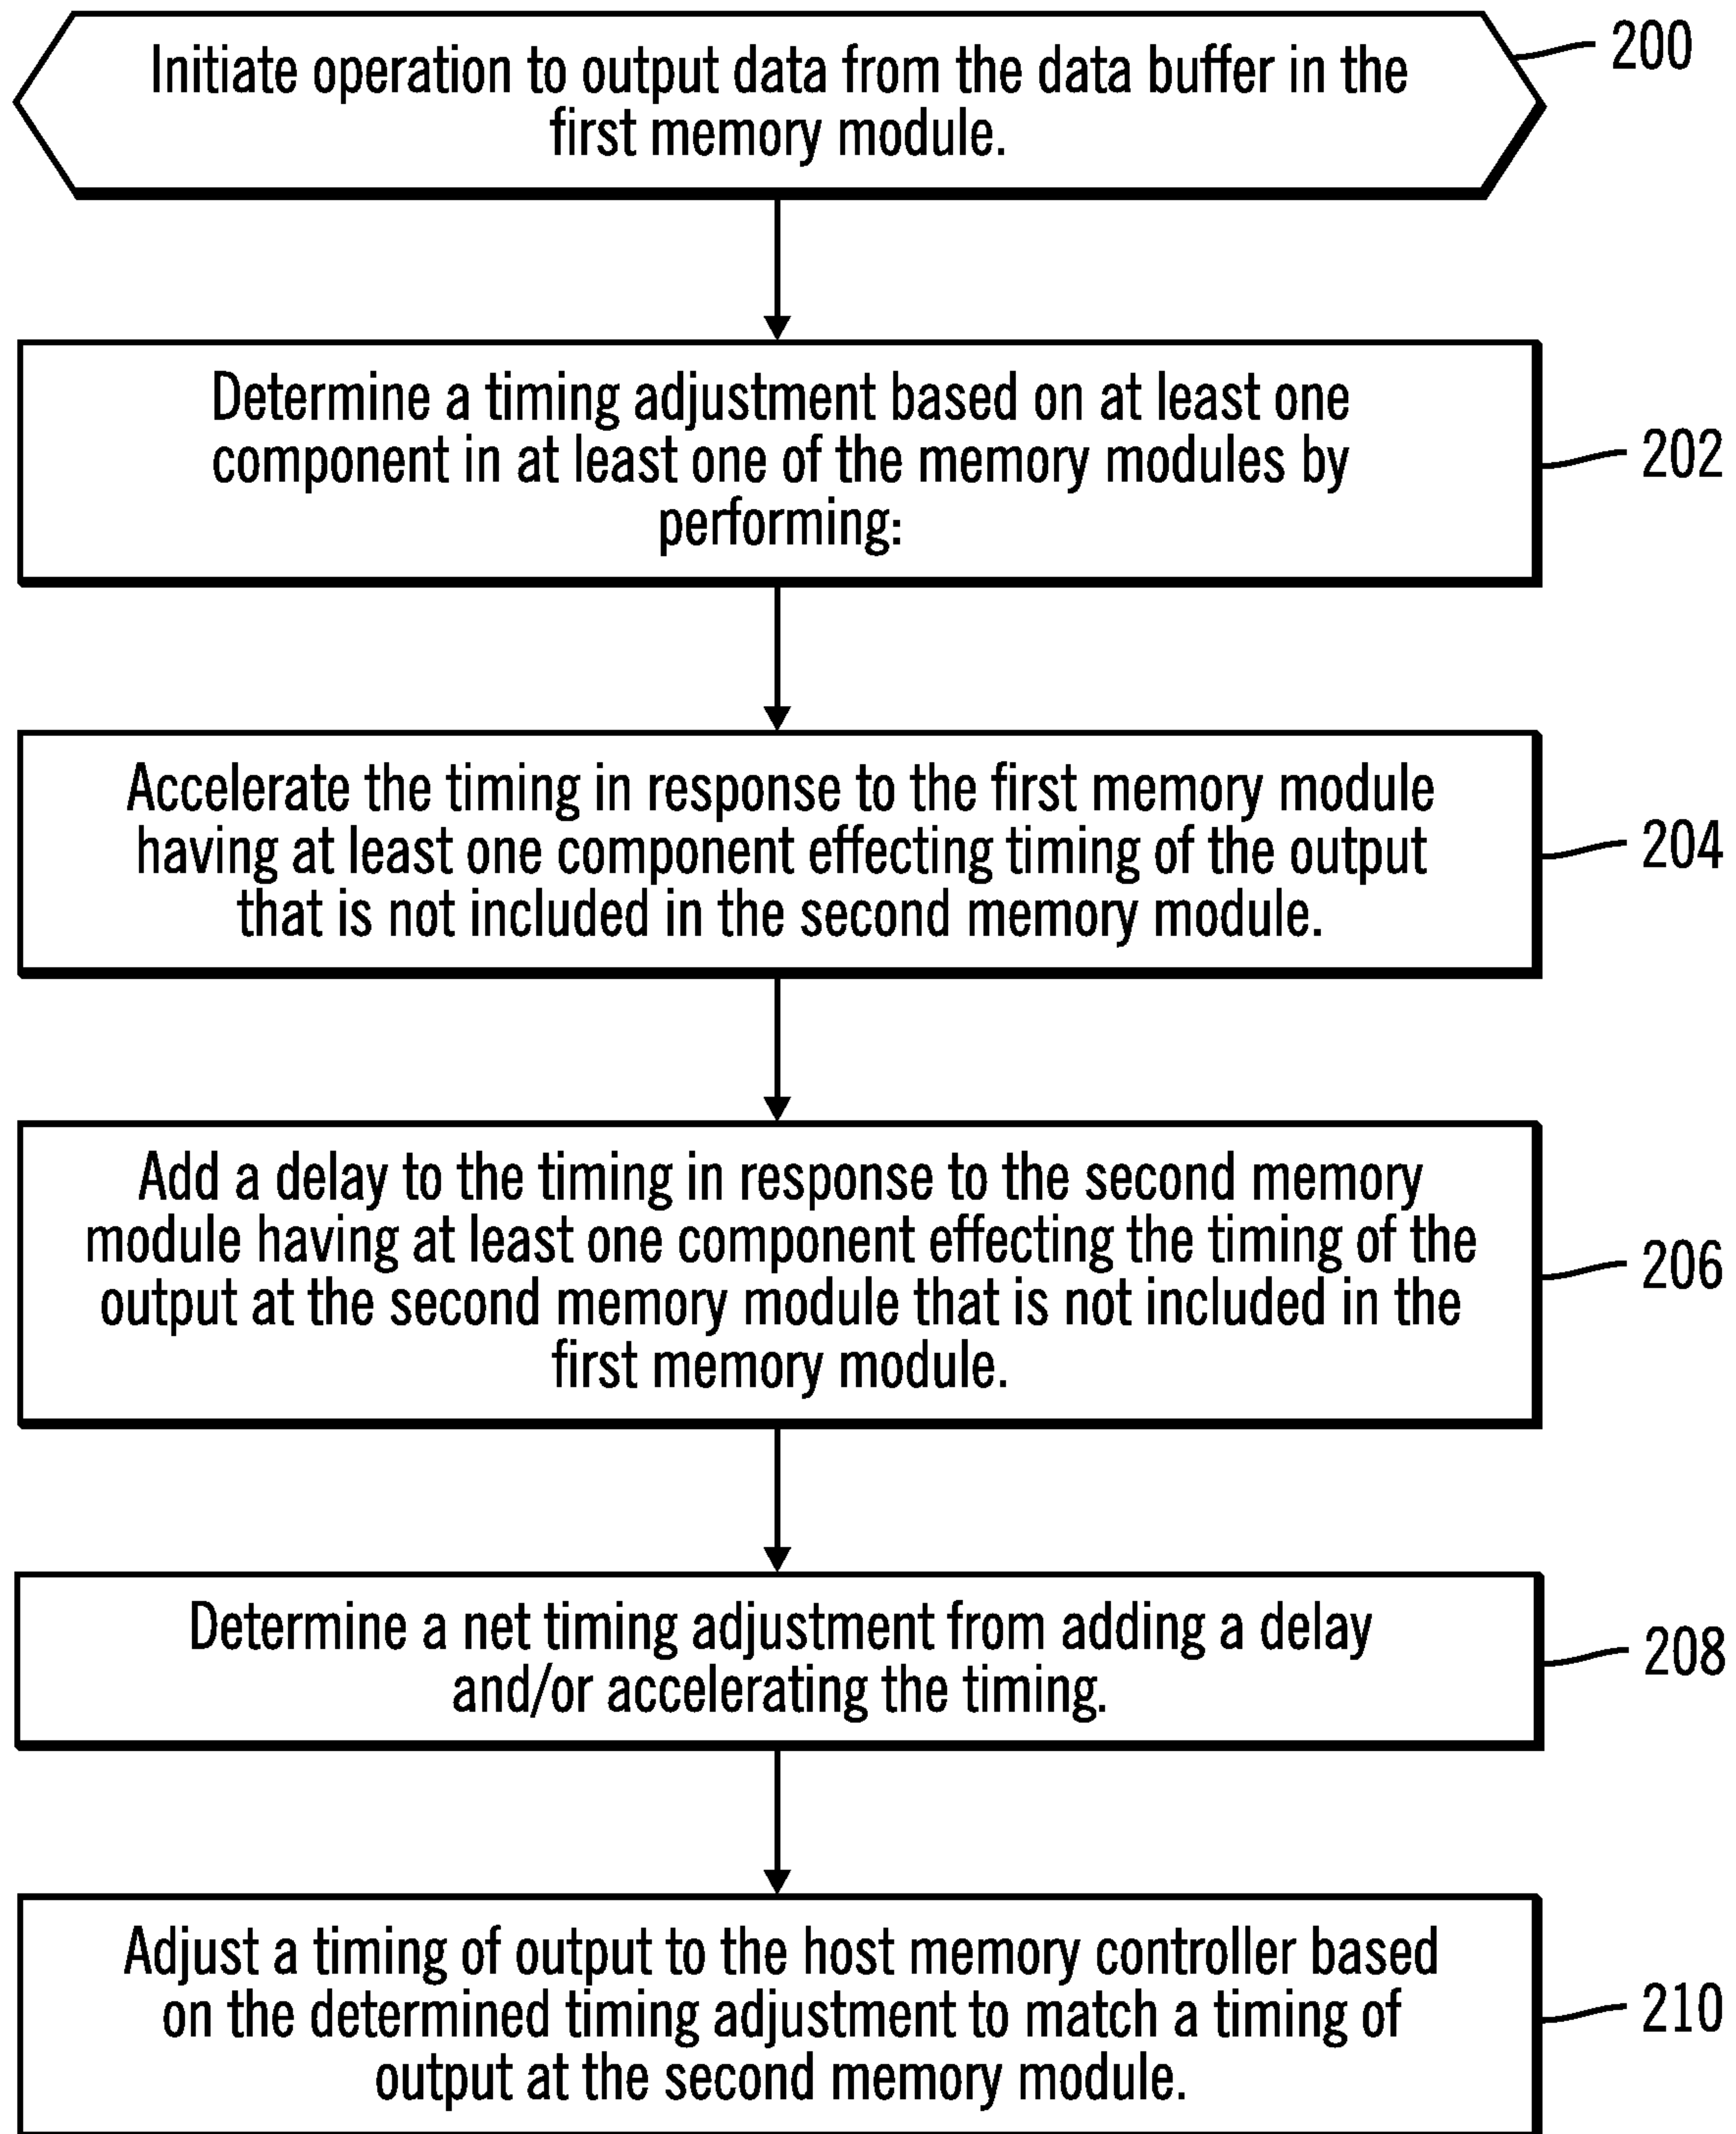 Initiate operation to output data from the data buffer in the
first memory module.
200
Determine a timing adjustment based on at least one
component in at least one of the memory modules by
performing:
202
Accelerate the timing in response to the first memory module
having at least one component effecting timing of the output
that is not included in the second memory module.
204
Add a delay to the timing in response to the second memory
module having at least one component effecting the timing of the
output at the second memory module that is not included in the
first memory module.
206
Determine a net timing adjustment from adding a delay
and/or accelerating the timing.
208
Adjust a timing of output to the host memory controller based
on the determined timing adjustment to match a timing of
output at the second memory module.
210